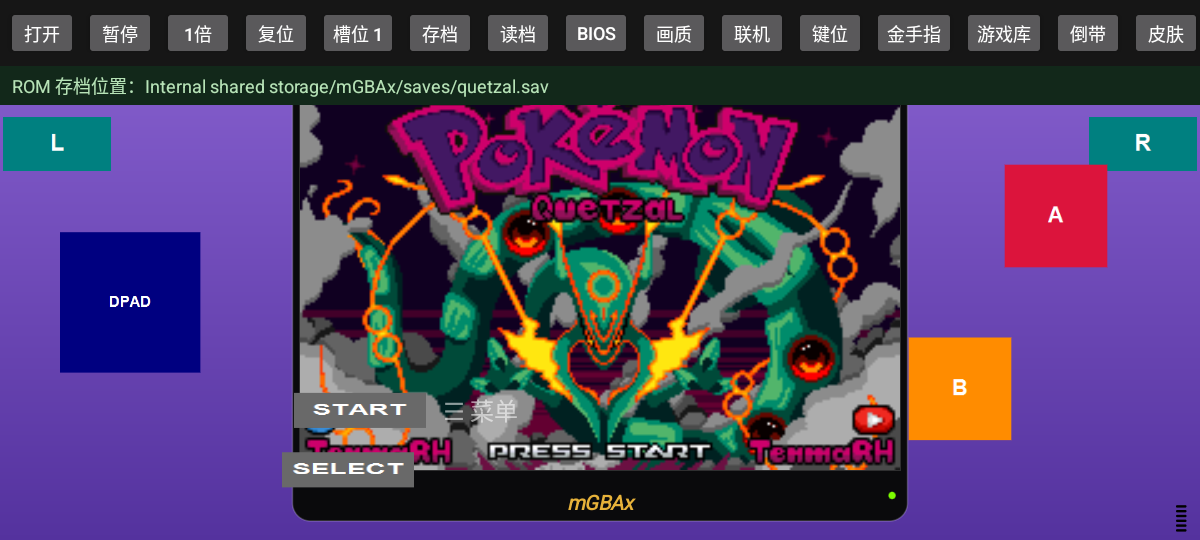 打开 暂停 1倍 复位 槽位 1 存档 读档 BIOS 画质 联机 键位 金手指 游戏库 倒带 皮肤
ROM 存档位置：Internal shared storage/mGBAx/saves/quetzal.sav
L
R
POKéMON
A
Quetzal
DPAD
B
START
三 菜单
TenmaRH
PRESS START
TenmaRH
SELECT
mGBAx